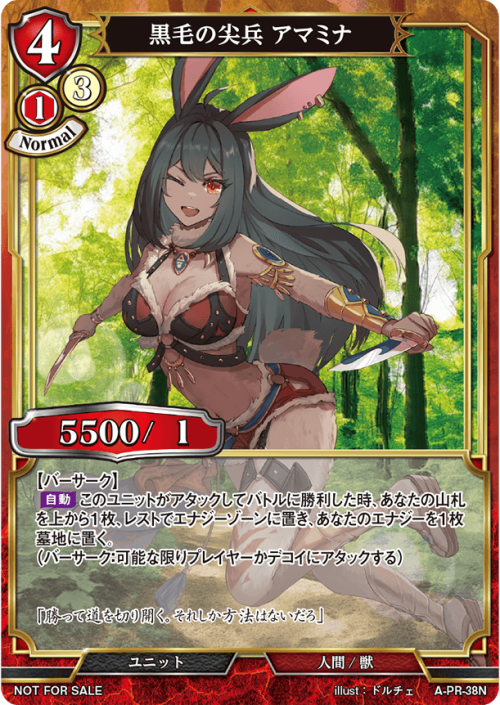 4
黒毛の尖兵 アマミナ
3
1
Normal
5500/ 1
【バーサーク】
自動 このユニットがアタックしてバトルに勝利した時、あなたの山札
を上から1枚、レストでエナジーゾーンに置き、あなたのエナジーを1枚
墓地に置く。
(バーサーク:可能な限りプレイヤーかデコイにアタックする)
『勝って道を切り開く。それしか方法はないだろ』
ユニット
人間 / 獣
NOT FOR SALE
illust:ドルチェ
A-PR-38N